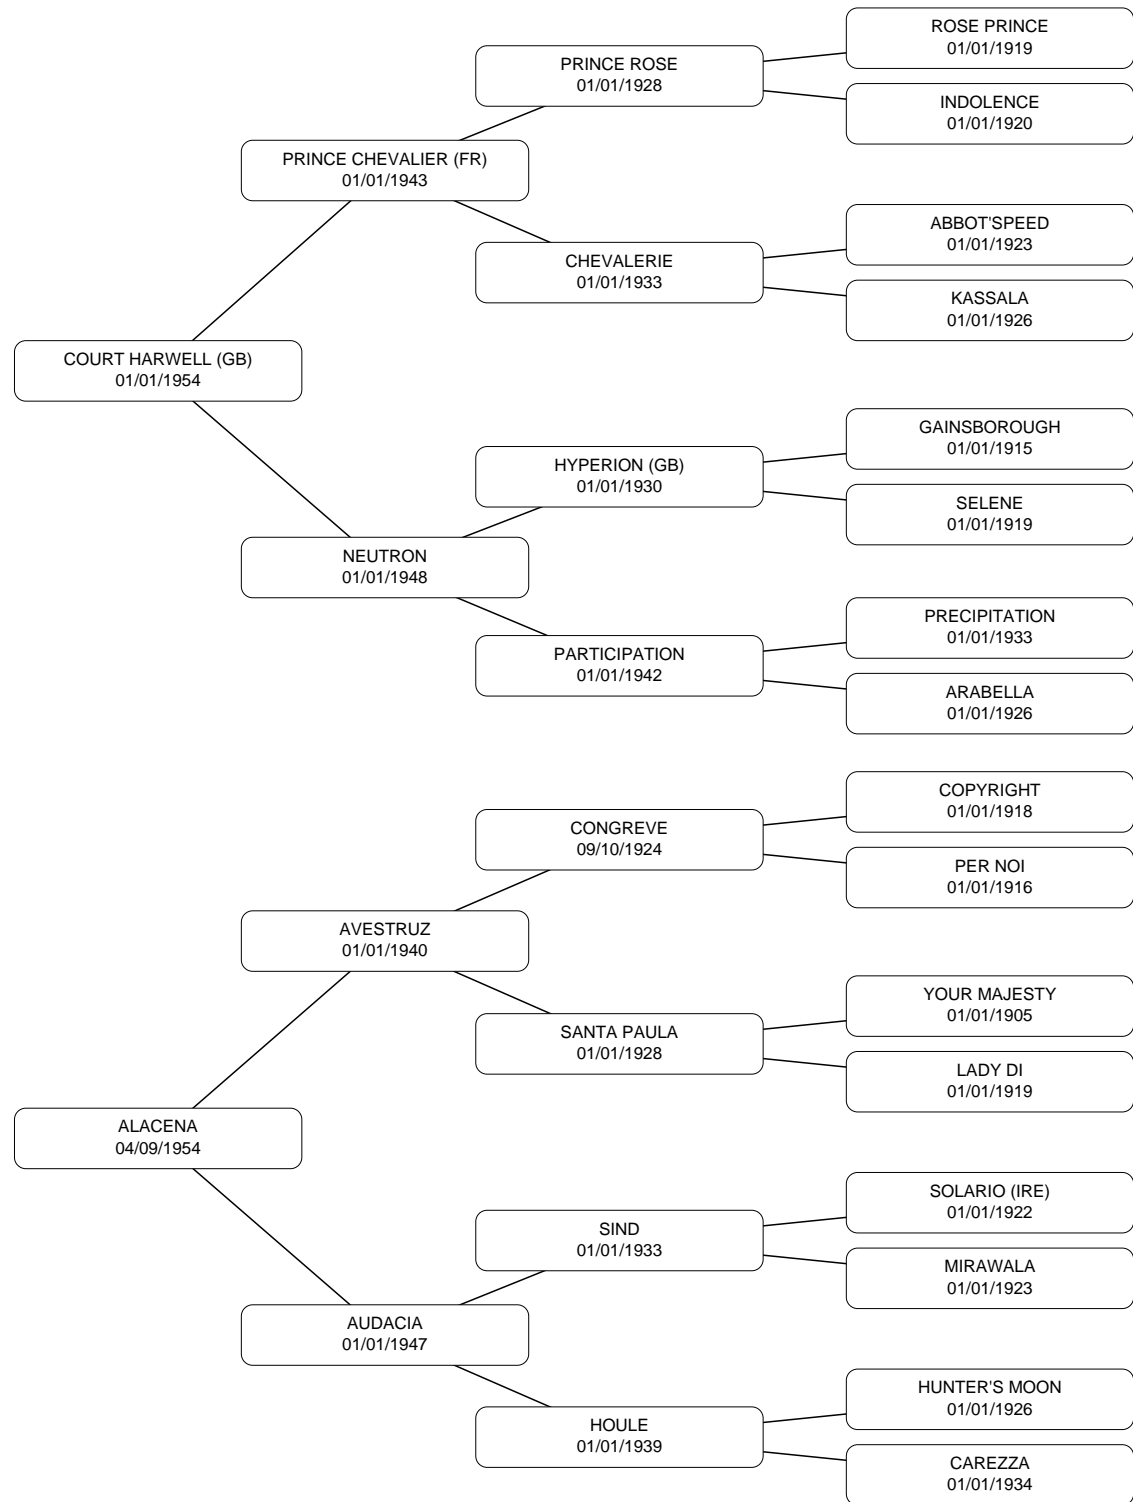 ROSE PRINCE
01/01/1919
PRINCE ROSE
01/01/1928
INDOLENCE
01/01/1920
PRINCE CHEVALIER (FR)
01/01/1943
ABBOT'SPEED
01/01/1923
CHEVALERIE
01/01/1933
KASSALA
01/01/1926
COURT HARWELL (GB)
01/01/1954
GAINSBOROUGH
01/01/1915
HYPERION (GB)
01/01/1930
SELENE
01/01/1919
NEUTRON
01/01/1948
PRECIPITATION
01/01/1933
PARTICIPATION
01/01/1942
ARABELLA
01/01/1926
COPYRIGHT
01/01/1918
CONGREVE
09/10/1924
PER NOI
01/01/1916
AVESTRUZ
01/01/1940
YOUR MAJESTY
01/01/1905
SANTA PAULA
01/01/1928
LADY DI
01/01/1919
ALACENA
04/09/1954
SOLARIO (IRE)
01/01/1922
SIND
01/01/1933
MIRAWALA
01/01/1923
AUDACIA
01/01/1947
HUNTER'S MOON
01/01/1926
HOULE
01/01/1939
CAREZZA
01/01/1934